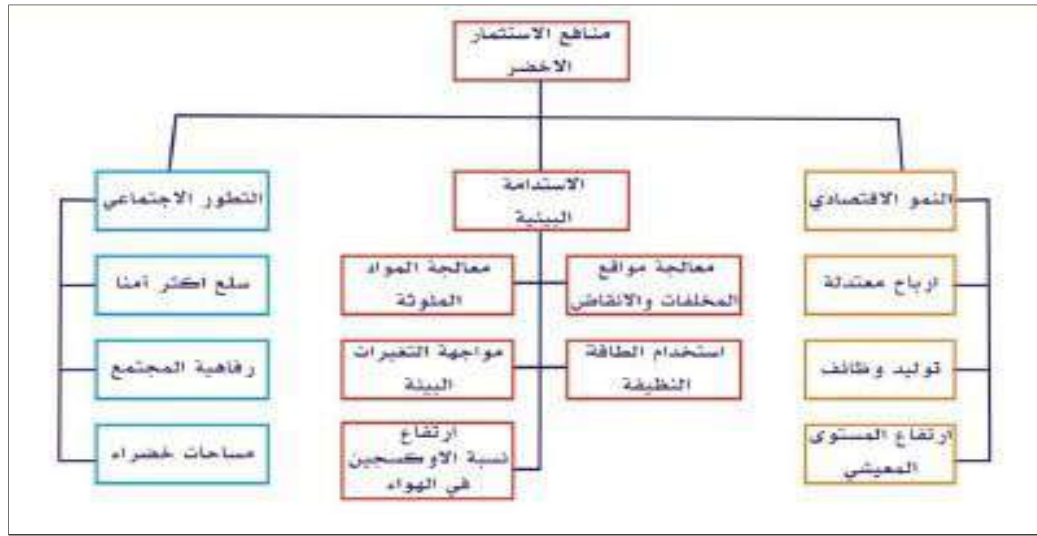 منافع الاستثمار
الاخضر
النمو الاقتصادي
ارباح معتدلة
توليد وظائف
ارتفاع المستوى
المعيشي
الاستدامة
البيئية
معالجة مواقع
المخلفات والانقاض
معالجة المواد
الملوثة
استخدام الطاقة
النظيفة
مواجهة التغيرات
البيئة
ارتفاع
نسبة الاوكسجين
في الهواء
التطور الاجتماعي
سلع اكثر آمنا
رفاهية المجتمع
مساحات خضراء